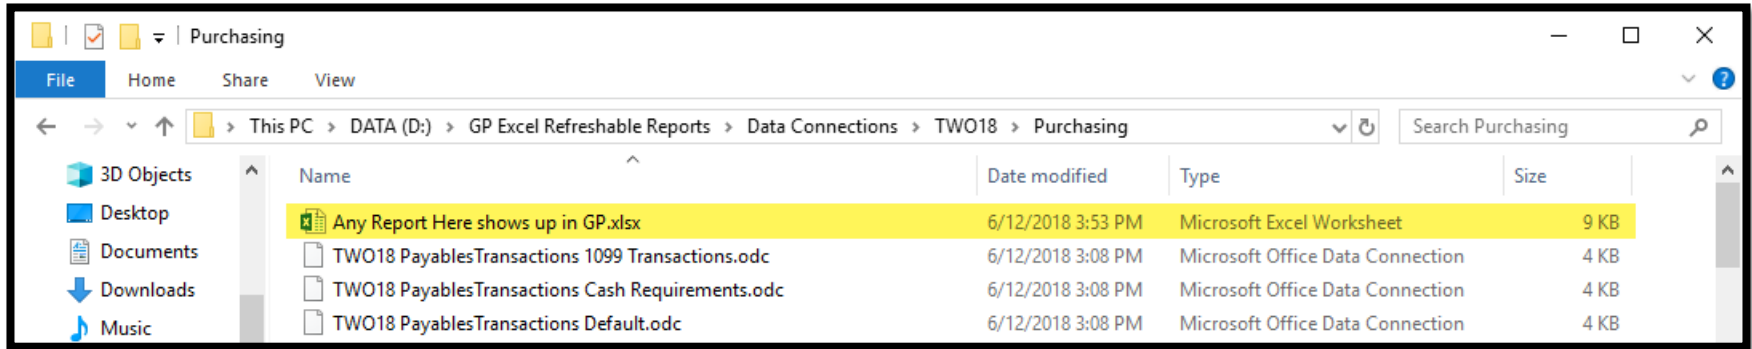 Purchasing
File Home Share View
This PC > DATA (D:) > GP Excel Refreshable Reports > Data Connections > TWO18 > Purchasing Search Purchasing
3D Objects Name Date modified Type Size
Desktop Any Report Here shows up in GP.xlsx 6/12/2018 3:53 PM Microsoft Excel Worksheet 9 KB
Documents TWO18 PayablesTransactions 1099 Transactions.odc 6/12/2018 3:08 PM Microsoft Office Data Connection 4 KB
Downloads TWO18 PayablesTransactions Cash Requirements.odc 6/12/2018 3:08 PM Microsoft Office Data Connection 4 KB
Music TWO18 PayablesTransactions Default.odc 6/12/2018 3:08 PM Microsoft Office Data Connection 4 KB